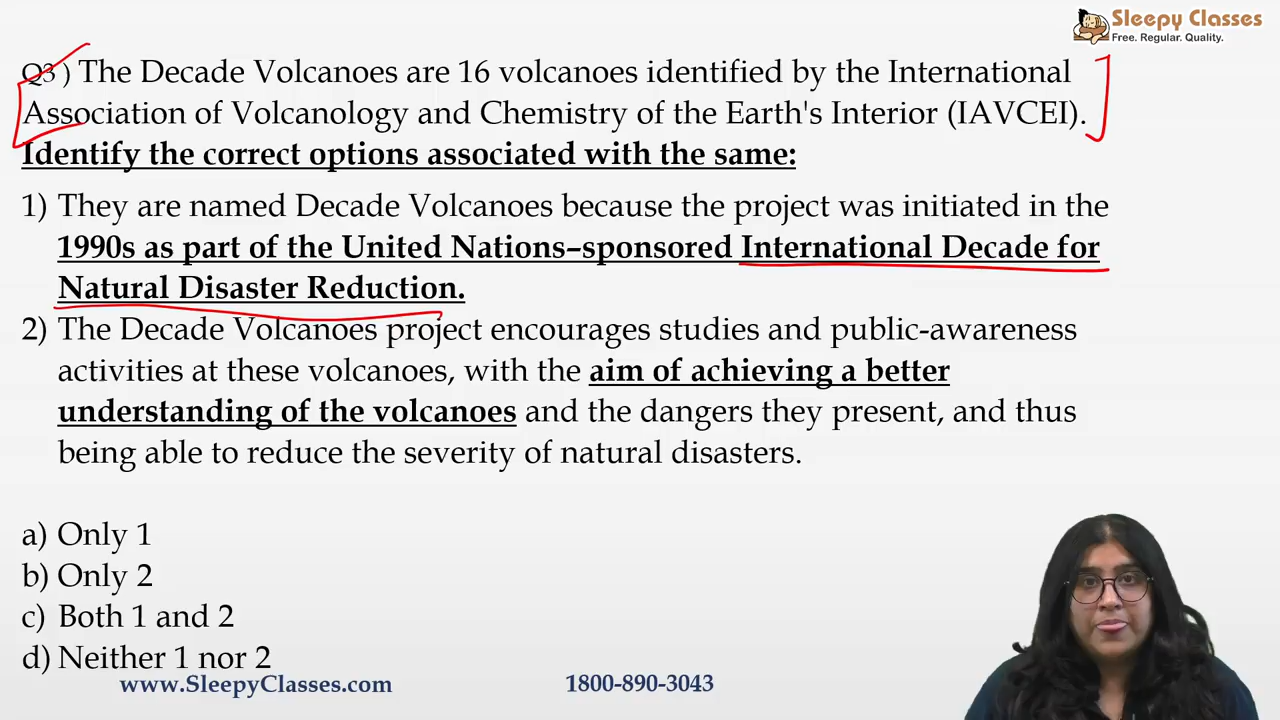 Sleepy Classes
Free. Regular. Quality.
Q3 ) The Decade Volcanoes are 16 volcanoes identified by the International
Association of Volcanology and Chemistry of the Earth's Interior (IAVCEI).
Identify the correct options associated with the same:
1) They are named Decade Volcanoes because the project was initiated in the
1990s as part of the United Nations–sponsored International Decade for
Natural Disaster Reduction.
2) The Decade Volcanoes project encourages studies and public-awareness
activities at these volcanoes, with the aim of achieving a better
understanding of the volcanoes and the dangers they present, and thus
being able to reduce the severity of natural disasters.
a) Only 1
b) Only 2
c) Both 1 and 2
d) Neither 1 nor 2
www.SleepyClasses.com
1800-890-3043